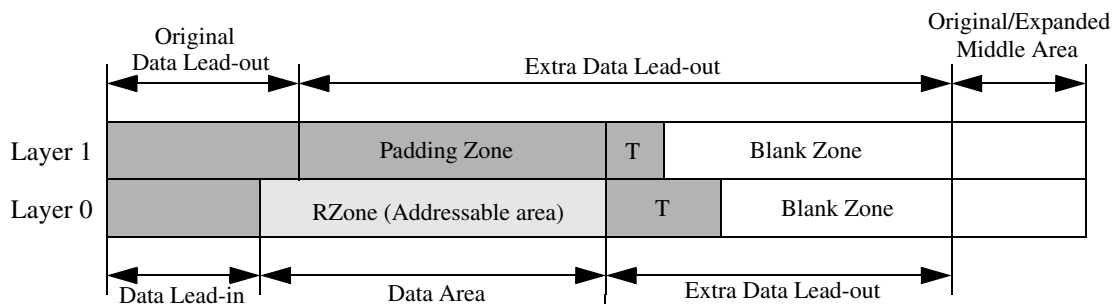 Original
Data Lead-out
Extra Data Lead-out
Original/Expanded
Middle Area
Layer 1
Padding Zone
T
Blank Zone
Layer 0
RZone (Addressable area)
T
Blank Zone
Data Lead-in
Data Area
Extra Data Lead-out